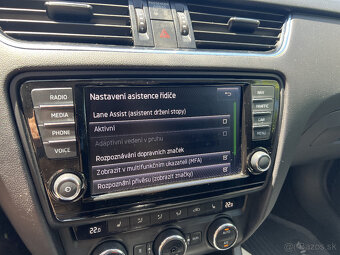 RADIO
MEDIA
PHONE
VOICE
Nastavení asistence řidiče
Lane Assist (asistent držení stopy)
Aktivní
Adaptivní vedení v pruhu
Rozpoznávání dopravních značek
Zobrazit v multifunkčním ukazateli (MFA)
Rozpoznání přívěsu (zobrazit značky)
NAV
TRAFFIC
CAR
MENU
22.0
22.0
bazos.sk